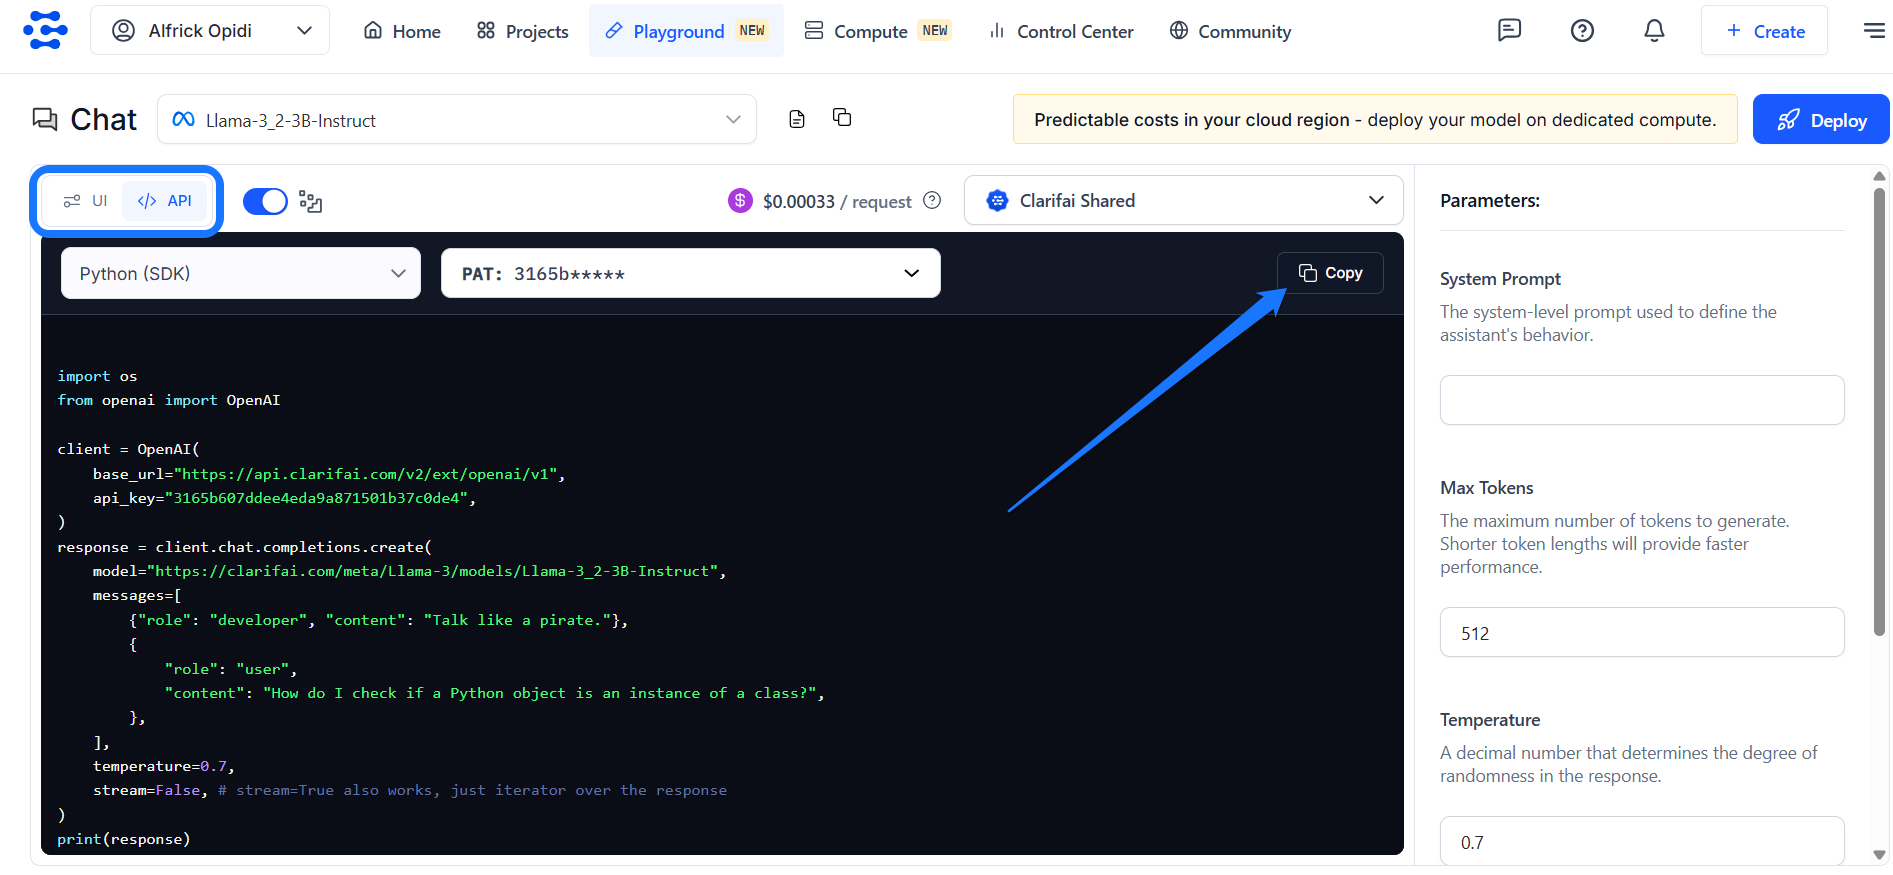 Alfrick Opidi
Home
Projects
Playground NEW
Compute NEW
Control Center
Community
+ Create
Chat
Llama-3_2-3B-Instruct
Predictable costs in your cloud region - deploy your model on dedicated compute.
Deploy
UI
</> API
$ $0.00033 / request ?
Clarifai Shared
Python (SDK)
PAT: 3165b*****
Copy
import os
from openai import OpenAI
client = OpenAI(
base_url="https://api.clarifai.com/v2/ext/openai/v1",
api_key="3165b607ddee4eda9a871501b37c0de4",
)
response = client.chat.completions.create(
model="https://clarifai.com/meta/Llama-3/models/Llama-3_2-3B-Instruct",
messages=[
{"role": "developer", "content": "Talk like a pirate."},
{
"role": "user",
"content": "How do I check if a Python object is an instance of a class?",
},
],
temperature=0.7,
stream=False, # stream=True also works, just iterator over the response
)
print(response)
Parameters:
System Prompt
The system-level prompt used to define the
assistant's behavior.
Max Tokens
The maximum number of tokens to generate.
Shorter token lengths will provide faster
performance.
512
Temperature
A decimal number that determines the degree of
randomness in the response.
0.7